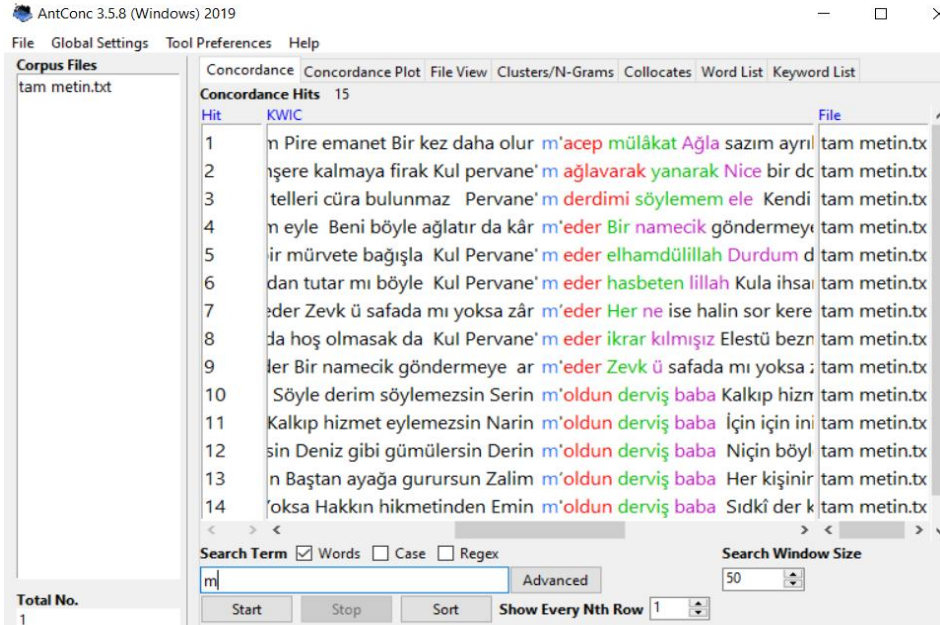 AntConc 3.5.8 (Windows) 2019
File Global Settings Tool Preferences Help
Corpus Files
tam metin.txt
Concordance Concordance Plot File View Clusters/N-Grams Collocates Word List Keyword List
Concordance Hits 15
Hit KWIC File
1 m Pire emanet Bir kez daha olur m'acep mülâkat Ağla sazım ayrıl tam metin.tx
2 nşere kalmaya firak Kul pervane'm ağlavarak yanarak Nice bir do tam metin.tx
3 telleri cüra bulunmaz Pervane'm derdimi söylemem ele Kendi tam metin.tx
4 m eyle Beni böyle ağlatır da kâr m'eder Bir namecik göndermeye tam metin.tx
5 ir mürvete bağışla Kul Pervane'm eder elhamdülillah Durdum d tam metin.tx
6 dan tutar mı böyle Kul Pervane'm eder hasbeten lillah Kula ihsa tam metin.tx
7 eder Zevk ü safada mı yoksa zâr m'eder Her ne ise halin sor kere tam metin.tx
8 da hoş olmasak da Kul Pervane'm eder ikrar kılmışız Elestü bezm tam metin.tx
9 er Bir namecik göndermeye ar m'eder Zevk ü safada mı yoksa tam metin.tx
10 Söyle derim söylemezsin Serin m'oldun derviş baba Kalkıp hizm tam metin.tx
11 Kalkıp hizmet eylemezsin Narin m'oldun derviş baba İçin için ini tam metin.tx
12 sin Deniz gibi gümülersin Derin m'oldun derviş baba Niçin böyl tam metin.tx
13 n Baştan ayağa gurursun Zalim m'oldun derviş baba Her kişinin tam metin.tx
14 Yoksa Hakkın hikmetinden Emin m'oldun derviş baba Sıdkî der k tam metin.tx
Search Term Words Case Regex Search Window Size
m Advanced 50
Total No. Start Stop Sort Show Every Nth Row 1
1